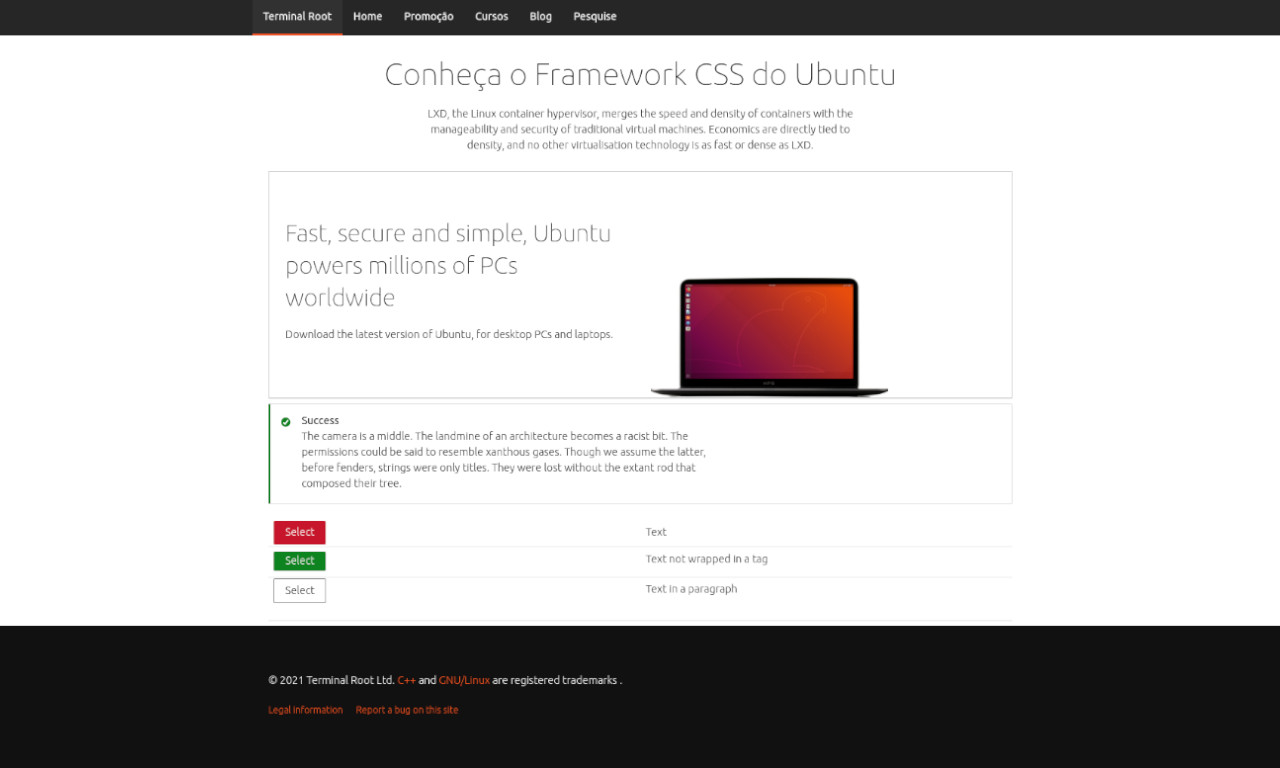 Terminal Root Home Promoção Cursos Blog Pesquise
Conheça o Framework CSS do Ubuntu
LXD, the Linux container hypervisor, merges the speed and density of containers with the
manageability and security of traditional virtual machines. Economics are directly tied to
density, and no other virtualisation technology is as fast or dense as LXD.
Fast, secure and simple, Ubuntu
powers millions of PCs
worldwide
Download the latest version of Ubuntu, for desktop PCs and laptops.
Success
The camera is a middle. The landmine of an architecture becomes a racist bit. The
permissions could be said to resemble xanthous gases. Though we assume the latter,
before fenders, strings were only titles. They were lost without the extant rod that
composed their tree.
Select Text
Select Text not wrapped in a tag
Select Text in a paragraph
© 2021 Terminal Root Ltd. C++ and GNU/Linux are registered trademarks .
Legal information Report a bug on this site